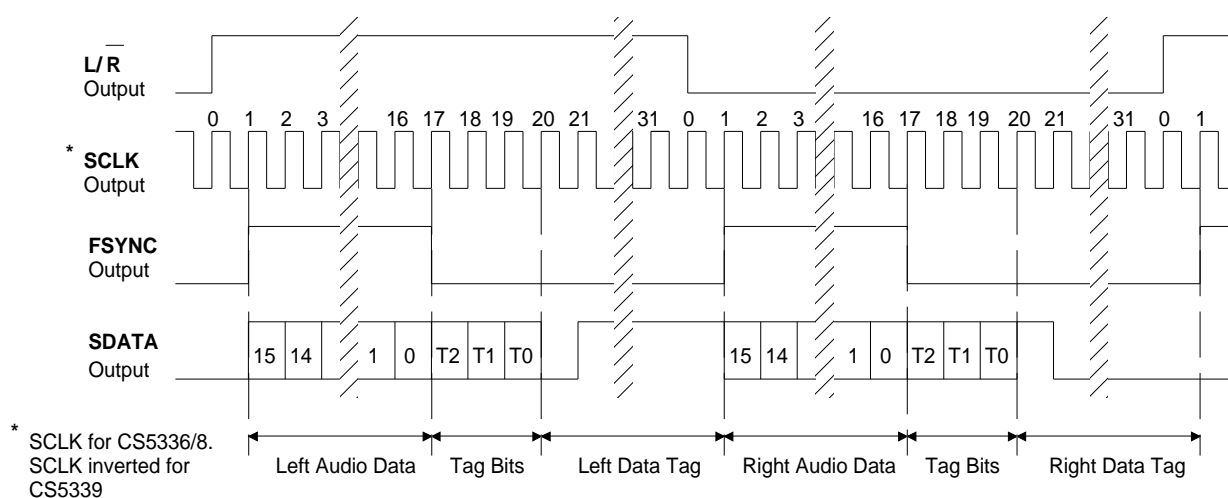 L/R̅
Output
0 1 2 3 16 17 18 19 20 21 31 0 1 2 3 16 17 18 19 20 21 31 0 1
* SCLK
Output
FSYNC
Output
SDATA
Output
15 14 1 0 T2 T1 T0 15 14 1 0 T2 T1 T0
Left Audio Data Tag Bits Left Data Tag Right Audio Data Tag Bits Right Data Tag
* SCLK for CS5336/8.
SCLK inverted for
CS5339